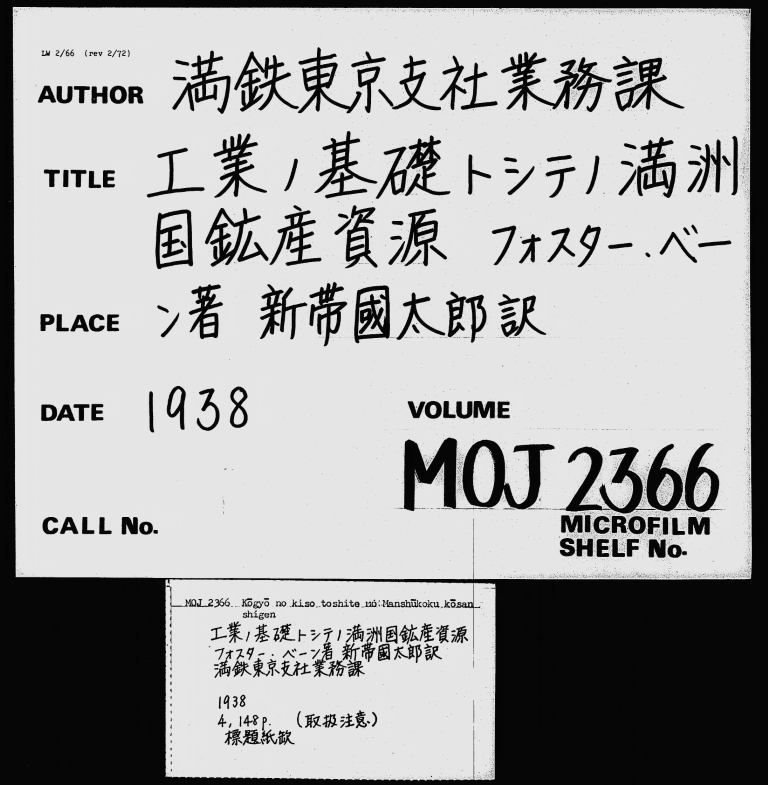 LW 2/66 (rev 2/72)
AUTHOR 満鉄東京支社業務課
TITLE 工業ノ基礎トシテノ満洲
国鉱産資源 フォスター・ベー
PLACE ン著 新帯國太郎訳
DATE 1938
VOLUME
MOJ 2366
CALL No.
MICROFILM
SHELF No.
MOJ 2366 Kōgyō no kiso toshite no Manshūkoku kōsan
shigen
工業ノ基礎トシテノ満洲国鉱産資源
フォスター・ベーン著 新帯國太郎訳
満鉄東京支社業務課
1938
4, 148p. (取扱注意)
標題紙欠